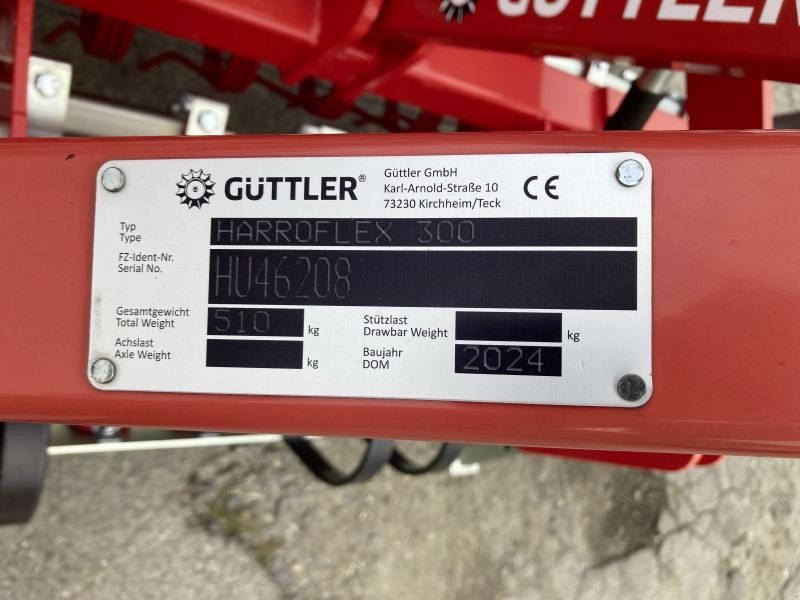 GÜTTLER
GÜTTLER®
Güttler GmbH
Karl-Arnold-Straße 10
73230 Kirchheim/Teck
CE
Typ
Type
HARROFLEX 300
FZ-Ident-Nr.
Serial No.
HU46208
Gesamtgewicht
Total Weight
510 kg
Stützlast
Drawbar Weight
kg
Achslast
Axle Weight
kg
Baujahr
DOM
2024